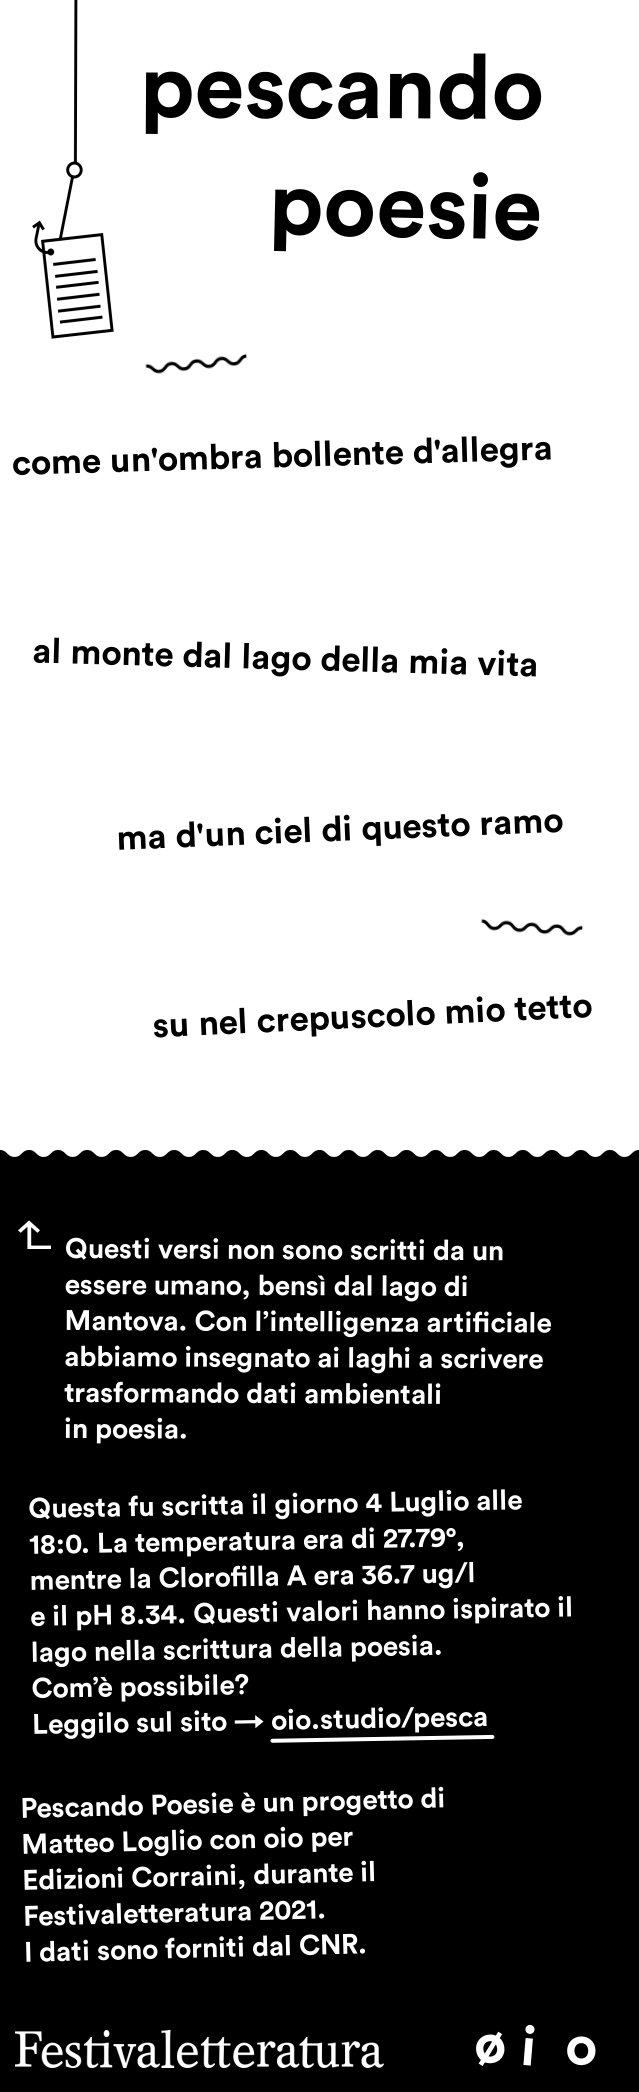 pescando
poesie
come un'ombra bollente d'allegra
al monte dal lago della mia vita
ma d'un ciel di questo ramo
su nel crepuscolo mio tetto
Questi versi non sono scritti da un
essere umano, bensì dal lago di
Mantova. Con l’intelligenza artificiale
abbiamo insegnato ai laghi a scrivere
trasformando dati ambientali
in poesia.
Questa fu scritta il giorno 4 Luglio alle
18:0. La temperatura era di 27.79°,
mentre la Clorofilla A era 36.7 ug/l
e il pH 8.34. Questi valori hanno ispirato il
lago nella scrittura della poesia.
Com’è possibile?
Leggilo sul sito → oio.studio/pesca
Pescando Poesie è un progetto di
Matteo Loglio con oio per
Edizioni Corraini, durante il
Festivaletteratura 2021.
I dati sono forniti dal CNR.
Festivaletteratura øio